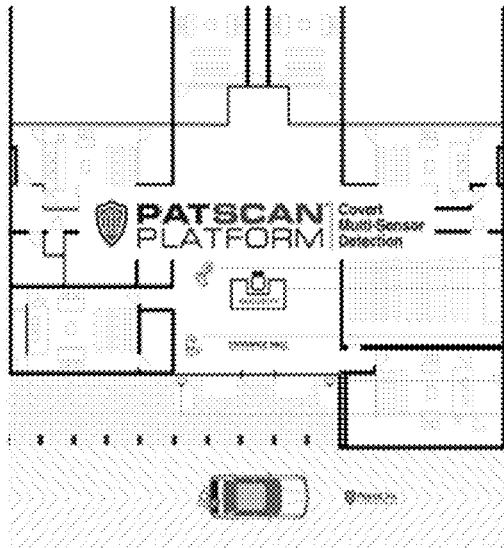 PATSCAN
PLATFORM
Covert
Multi-Sensor
Detection